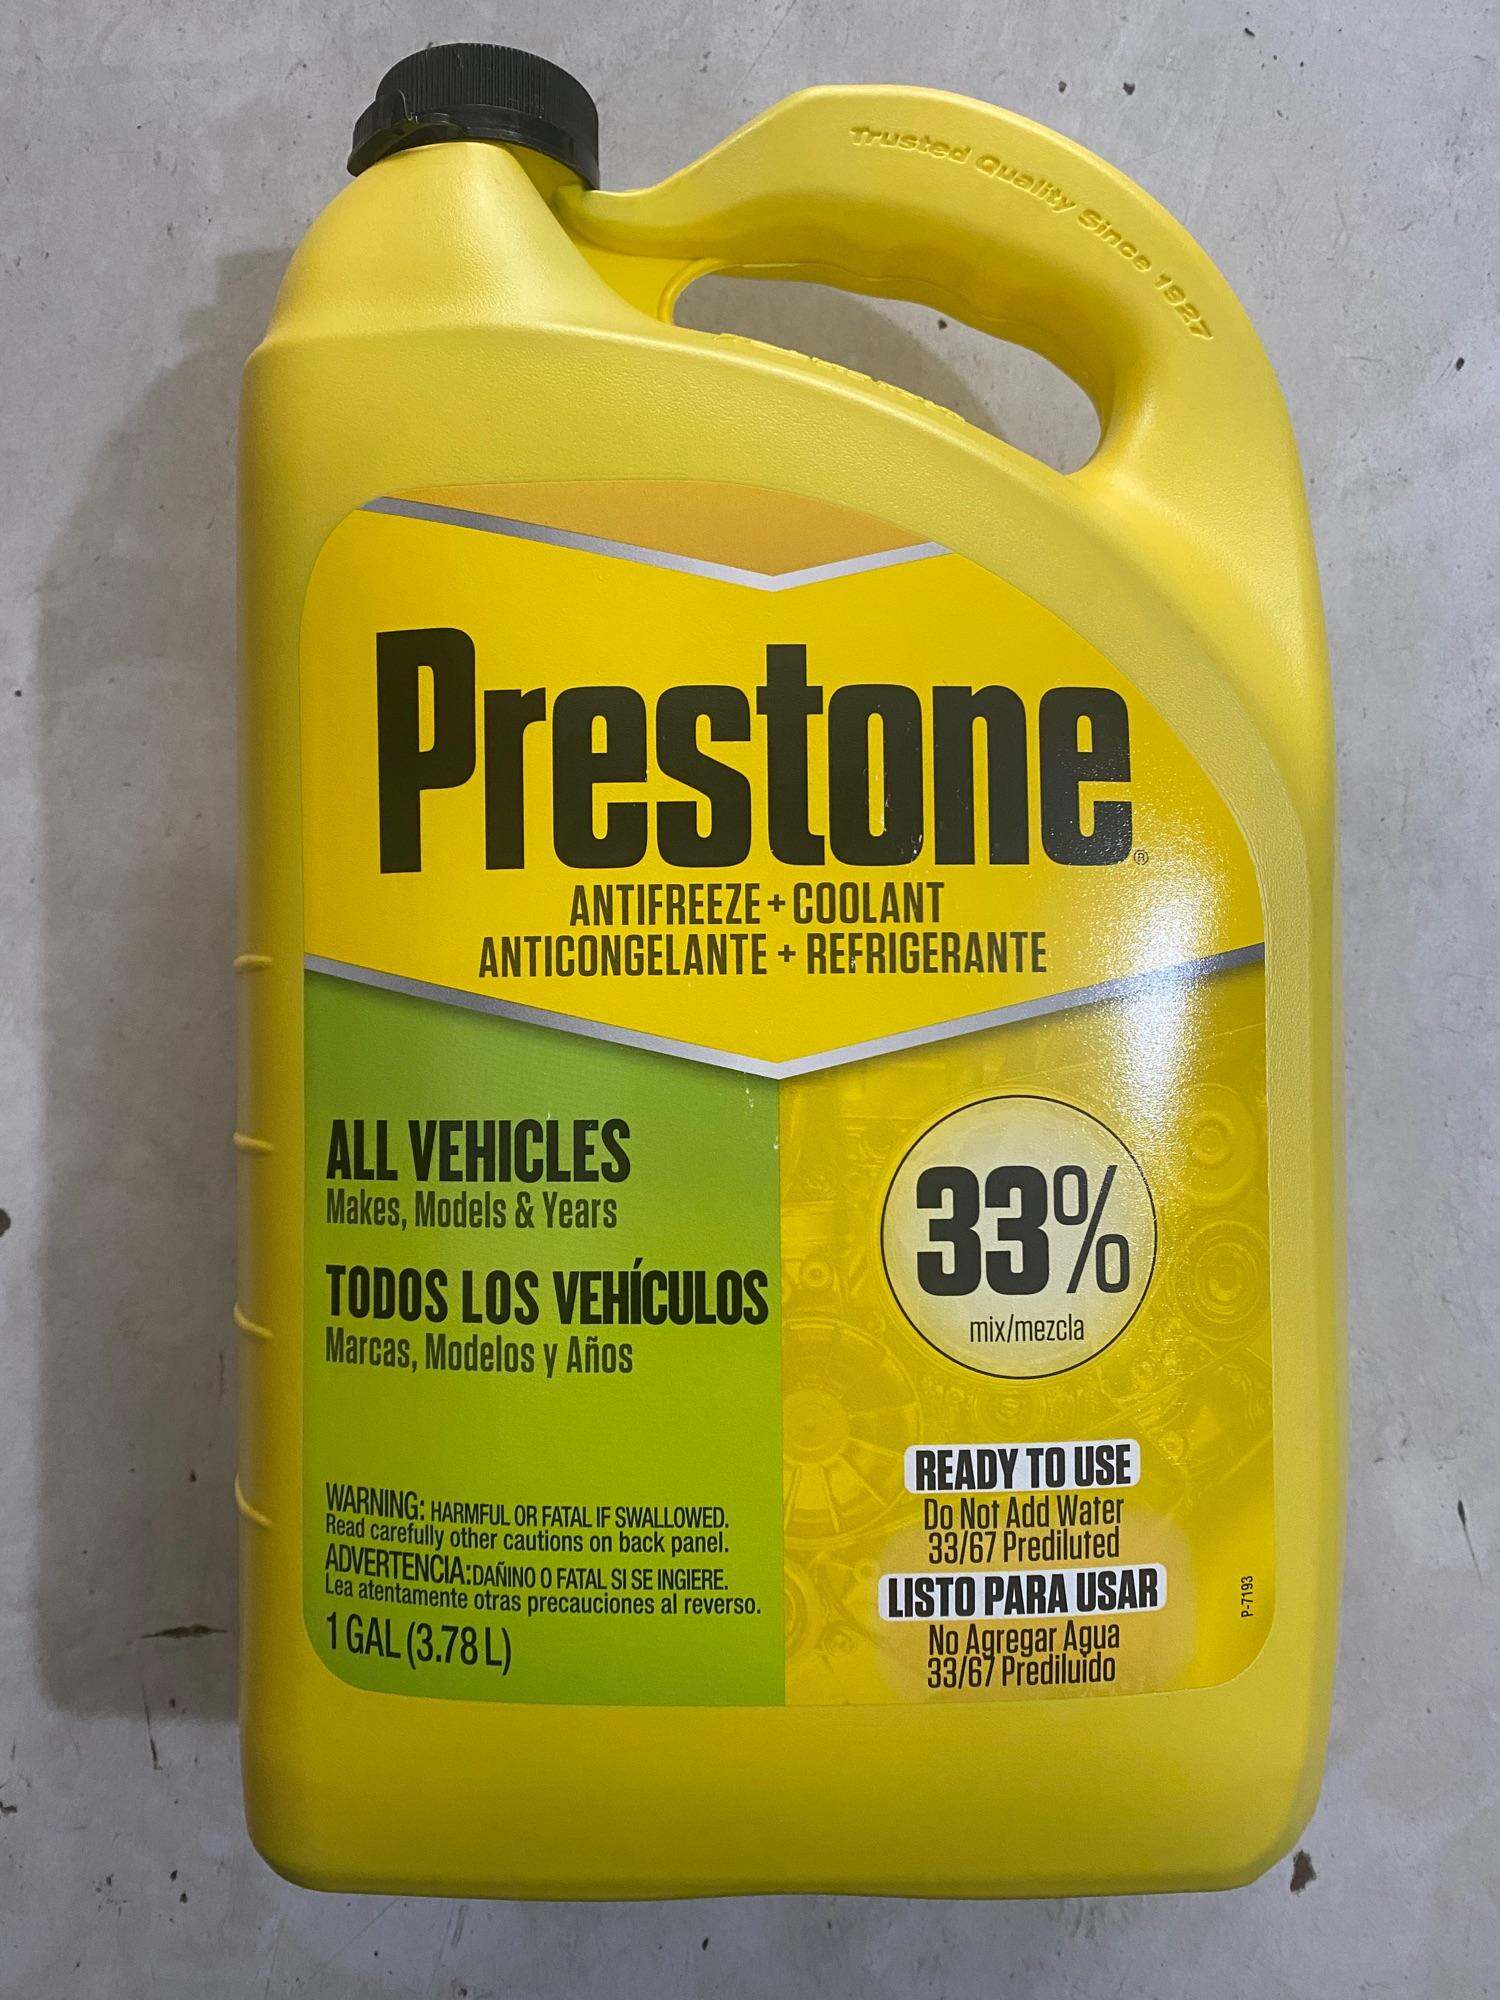 Trusted Quality Since 1927
Prestone®
ANTIFREEZE + COOLANT
ANTICONGELANTE + REFRIGERANTE
ALL VEHICLES
Makes, Models & Years
TODOS LOS VEHÍCULOS
Marcas, Modelos y Años
33%
mix/mezcla
READY TO USE
Do Not Add Water
33/67 Prediluted
LISTO PARA USAR
No Agregar Agua
33/67 Prediluido
WARNING: HARMFUL OR FATAL IF SWALLOWED.
Read carefully other cautions on back panel.
ADVERTENCIA: DAÑINO O FATAL SI SE INGIERE.
Lea atentamente otras precauciones al reverso.
1 GAL (3.78 L)
P-7193